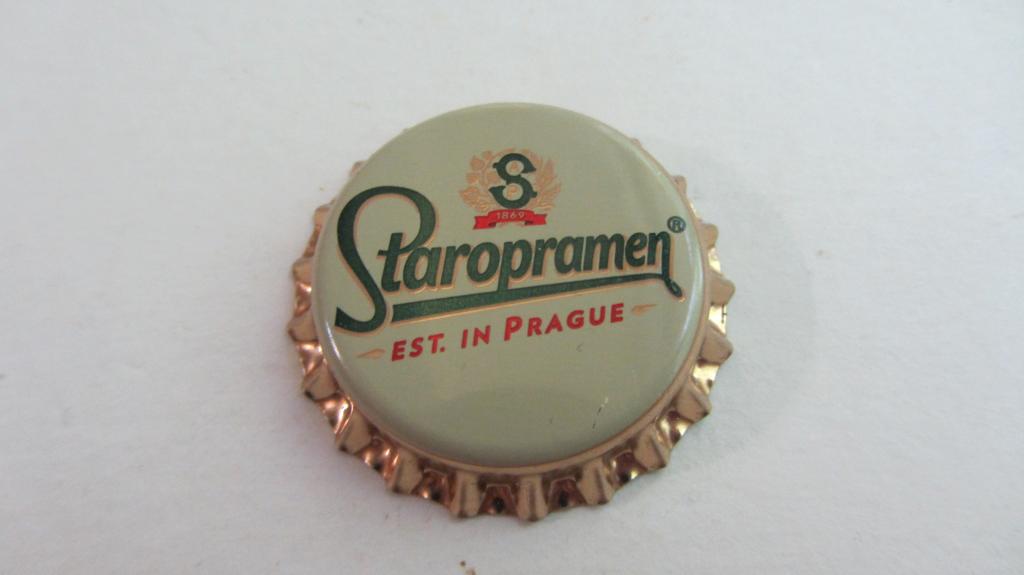 S
1869
Staropramen®
EST. IN PRAGUE